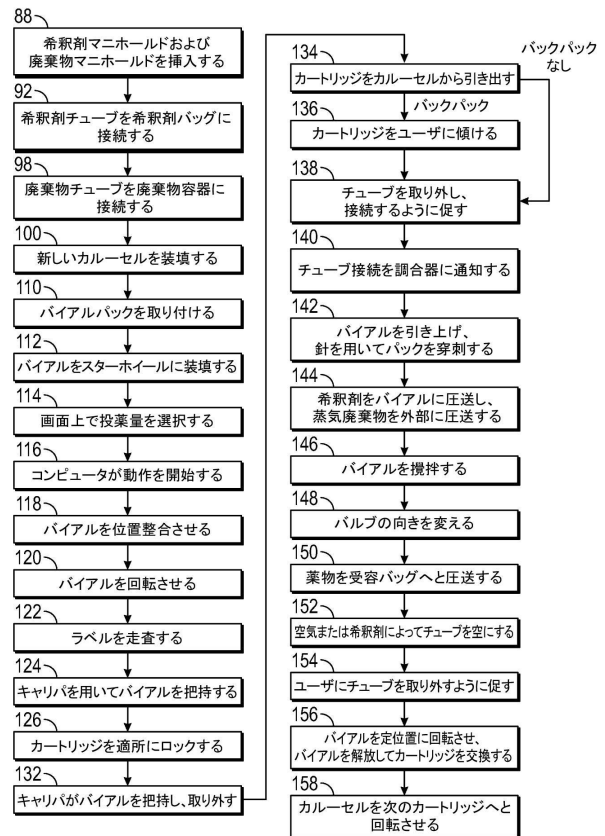 88
希釈剤マニホールドおよび
廃棄物マニホールドを挿入する
92
希釈剤チューブを希釈剤バッグに
接続する
98
廃棄物チューブを廃棄物容器に
接続する
100
新しいカルーセルを装填する
110
バイアルパックを取り付ける
112
バイアルをスターホイールに装填する
114
画面上で投薬量を選択する
116
コンピュータが動作を開始する
118
バイアルを位置整合させる
120
バイアルを回転させる
122
ラベルを走査する
124
キャリパを用いてバイアルを把持する
126
カートリッジを適所にロックする
132
キャリパがバイアルを把持し、取り外す
134
カートリッジをカルーセルから引き出す
バックパック
なし
バックパック
136
カートリッジをユーザに傾ける
138
チューブを取り外し、
接続するように促す
140
チューブ接続を調合器に通知する
142
バイアルを引き上げ、
針を用いてパックを穿刺する
144
希釈剤をバイアルに圧送し、
蒸気廃棄物を外部に圧送する
146
バイアルを攪拌する
148
バルブの向きを変える
150
薬物を受容バッグへと圧送する
152
空気または希釈剤によってチューブを空にする
154
ユーザにチューブを取り外すように促す
156
バイアルを定位置に回転させ、
バイアルを解放してカートリッジを交換する
158
カルーセルを次のカートリッジへと
回転させる